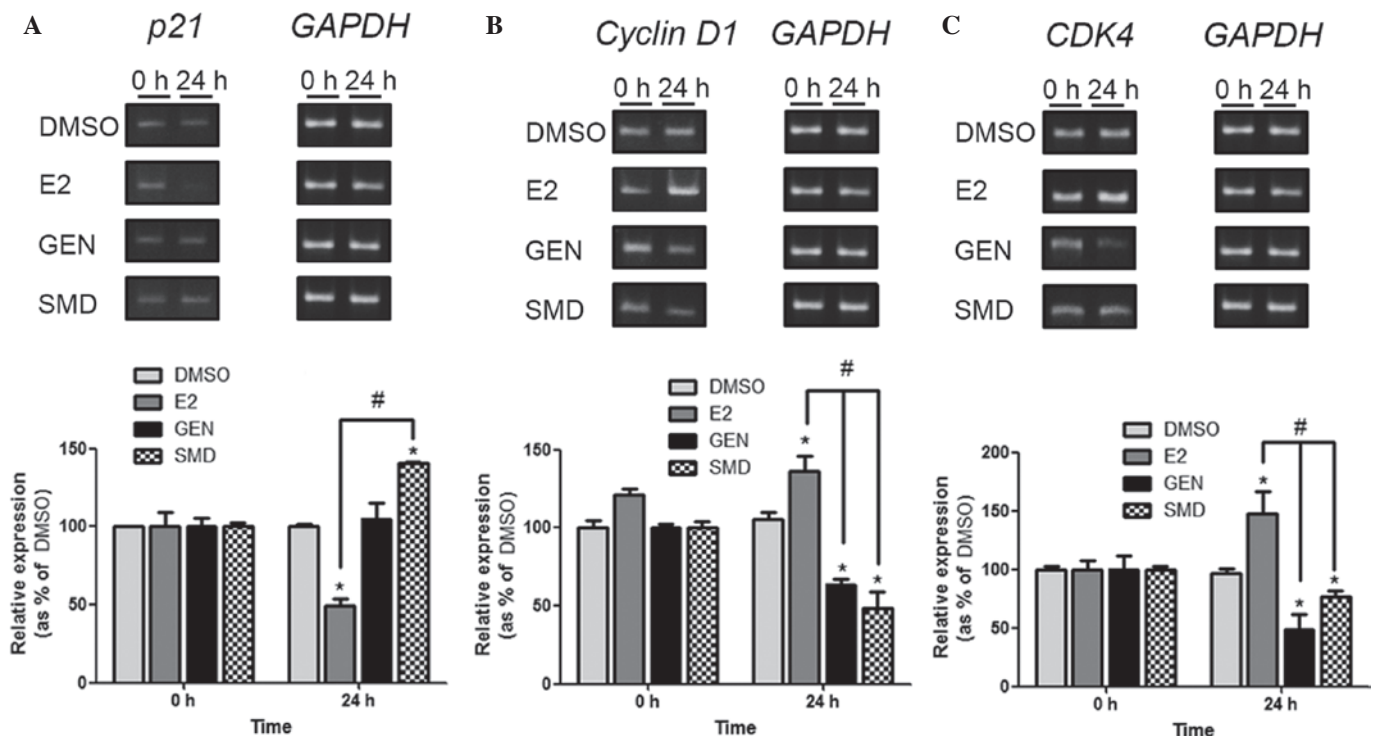 A
p21 GAPDH
0 h 24 h 0 h 24 h
DMSO
E2
GEN
SMD
DMSO
E2
GEN
SMD
#
*
*
150
100
50
0
Relative expression
(as % of DMSO)
0 h 24 h
Time
B
Cyclin D1 GAPDH
0 h 24 h 0 h 24 h
DMSO
E2
GEN
SMD
DMSO
E2
GEN
SMD
#
*
*
*
150
100
50
0
Relative expression
(as % of DMSO)
0 h 24 h
Time
C
CDK4 GAPDH
0 h 24 h 0 h 24 h
DMSO
E2
GEN
SMD
DMSO
E2
GEN
SMD
#
*
*
*
200
150
100
50
0
Relative expression
(as % of DMSO)
0 h 24 h
Time